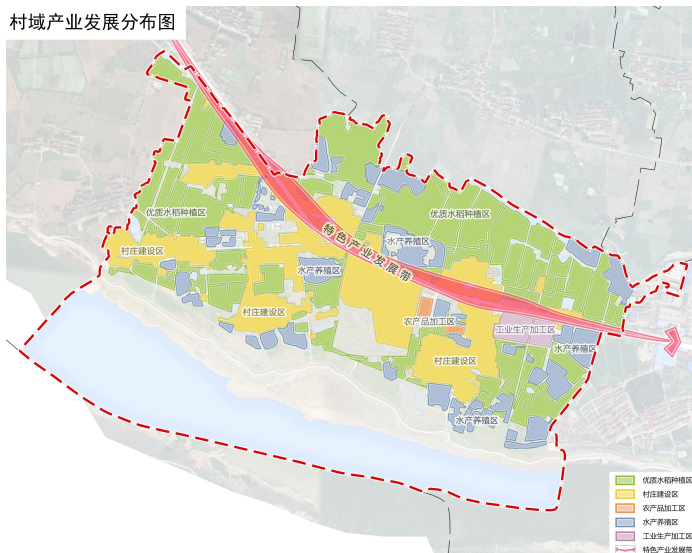 村域产业发展分布图
优质水稻种植区
优质水稻种植区
村庄建设区
特色产业发展带
水产养殖区
水产养殖区
村庄建设区
农产品加工区
工业生产加工区
水产养殖区
村庄建设区
水产养殖区
优质水稻种植区
村庄建设区
农产品加工区
水产养殖区
工业生产加工区
特色产业发展带